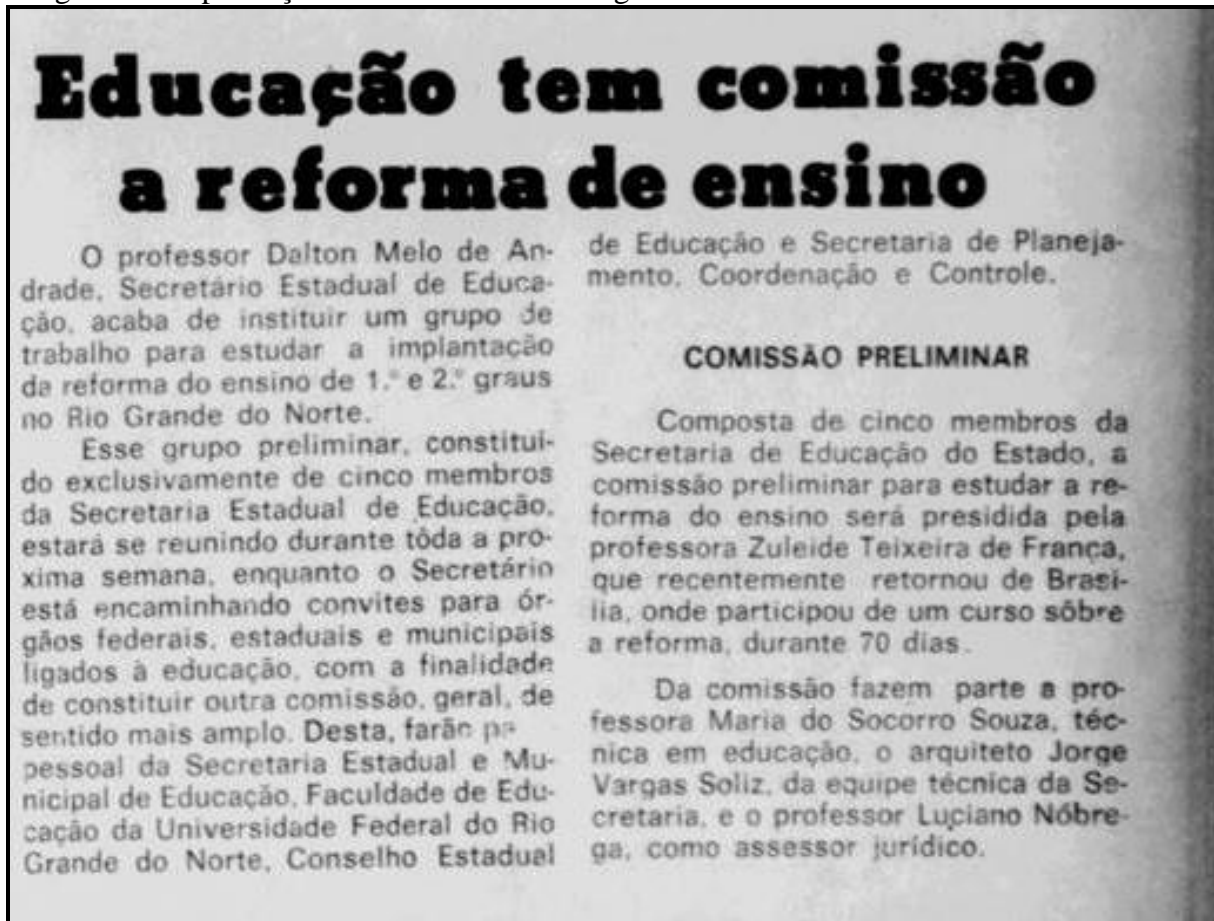 Educação tem comissão
a reforma de ensino
O professor Dalton Melo de An-
drade, Secretário Estadual de Educa-
ção, acaba de instituir um grupo de
trabalho para estudar a implantação
da reforma do ensino de 1.º e 2.º graus
no Rio Grande do Norte.
Esse grupo preliminar, constituí-
do exclusivamente de cinco membros
da Secretaria Estadual de Educação,
estará se reunindo durante tôda a pró-
xima semana, enquanto o Secretário
está encaminhando convites para ór-
gãos federais, estaduais e municipais
ligados à educação, com a finalidade
de constituir outra comissão, geral, de
sentido mais amplo. Desta, farão
pessoal da Secretaria Estadual e Mu-
nicipal de Educação, Faculdade de Edu-
cação da Universidade Federal do Rio
Grande do Norte, Conselho Estadual
de Educação e Secretaria de Planeja-
mento, Coordenação e Controle.
COMISSÃO PRELIMINAR
Composta de cinco membros da
Secretaria de Educação do Estado, a
comissão preliminar para estudar a re-
forma do ensino será presidida pela
professora Zuleide Teixeira de França,
que recentemente retornou de Brasí-
lia, onde participou de um curso sôbre
a reforma, durante 70 dias.
Da comissão fazem parte a pro-
fessora Maria do Socorro Souza, téc-
nica em educação, o arquiteto Jorge
Vargas Soliz, da equipe técnica da Se-
cretaria, e o professor Luciano Nóbre-
ga, como assessor jurídico.